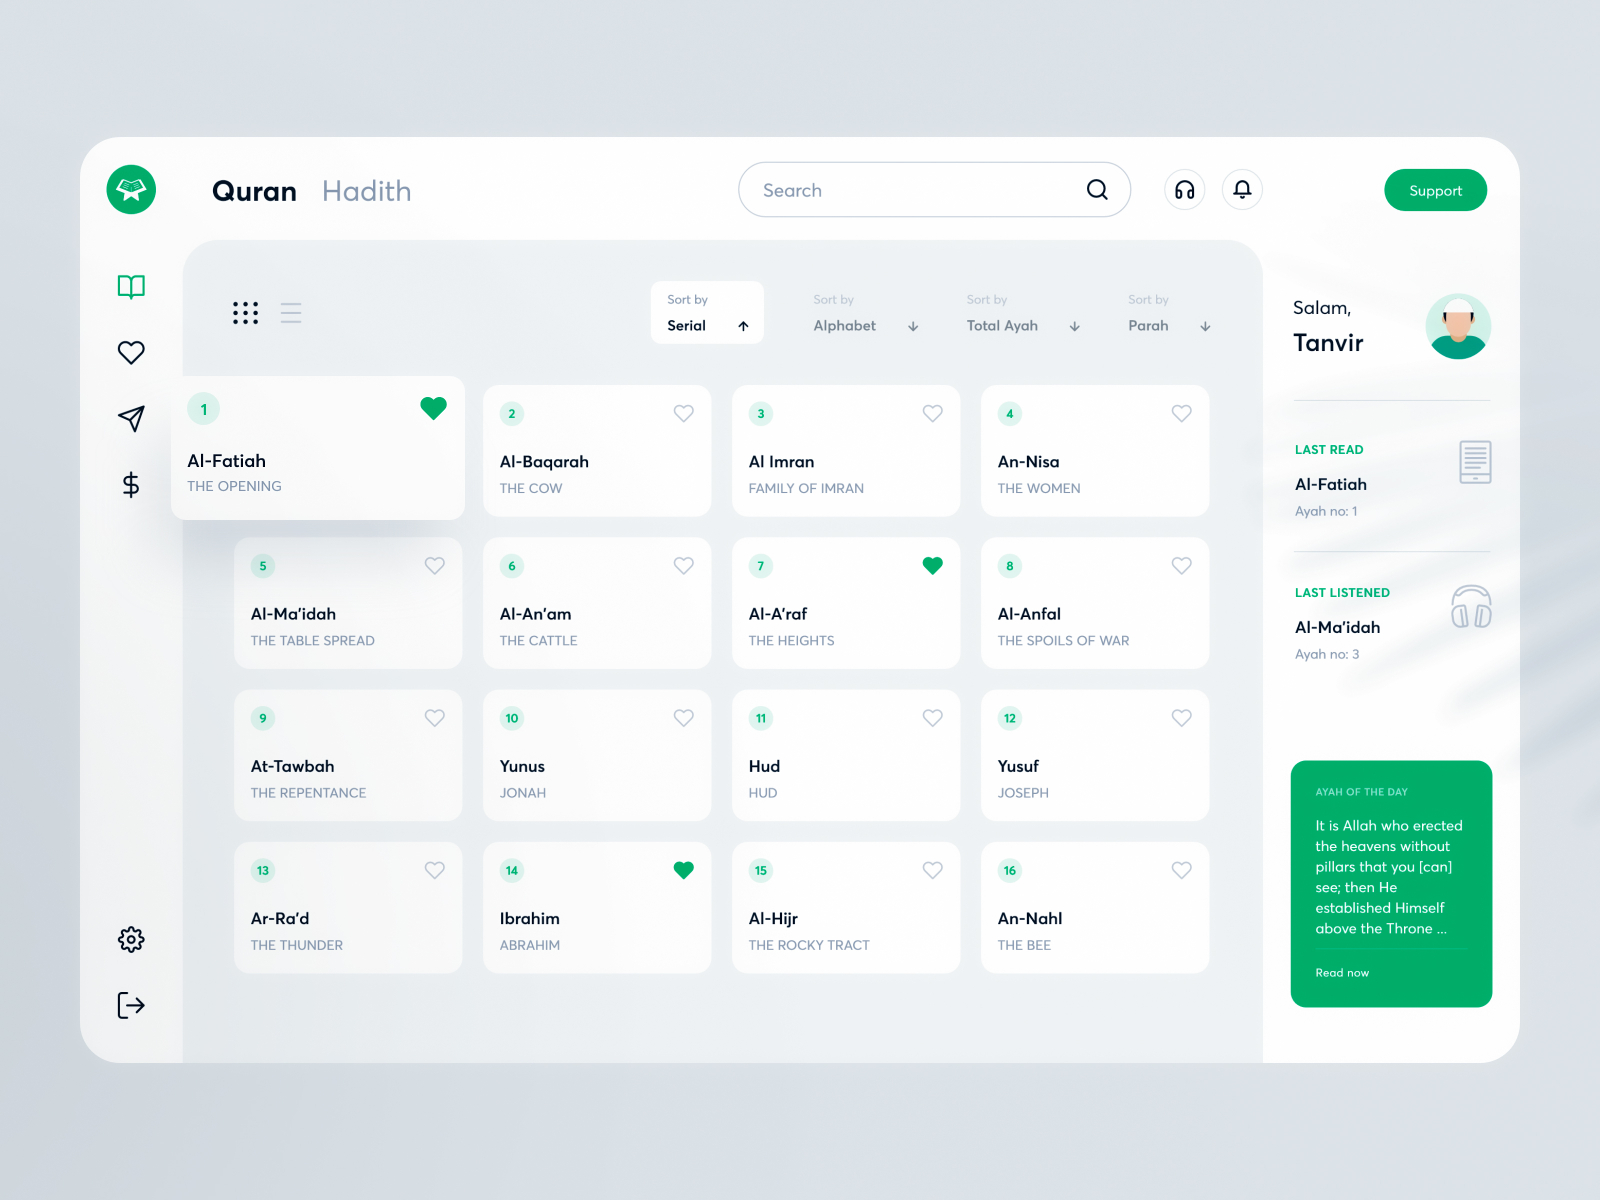 Quran Hadith
Search
Support
Sort by
Serial
Sort by
Alphabet
Sort by
Total Ayah
Sort by
Parah
1
Al-Fatiah
THE OPENING
2
Al-Baqarah
THE COW
3
Al Imran
FAMILY OF IMRAN
4
An-Nisa
THE WOMEN
5
Al-Ma'idah
THE TABLE SPREAD
6
Al-An'am
THE CATTLE
7
Al-A'raf
THE HEIGHTS
8
Al-Anfal
THE SPOILS OF WAR
9
At-Tawbah
THE REPENTANCE
10
Yunus
JONAH
11
Hud
HUD
12
Yusuf
JOSEPH
13
Ar-Ra'd
THE THUNDER
14
Ibrahim
ABRAHIM
15
Al-Hijr
THE ROCKY TRACT
16
An-Nahl
THE BEE
Salam,
Tanvir
LAST READ
Al-Fatiah
Ayah no: 1
LAST LISTENED
Al-Ma'idah
Ayah no: 3
AYAH OF THE DAY
It is Allah who erected
the heavens without
pillars that you [can]
see; then He
established Himself
above the Throne ...
Read now